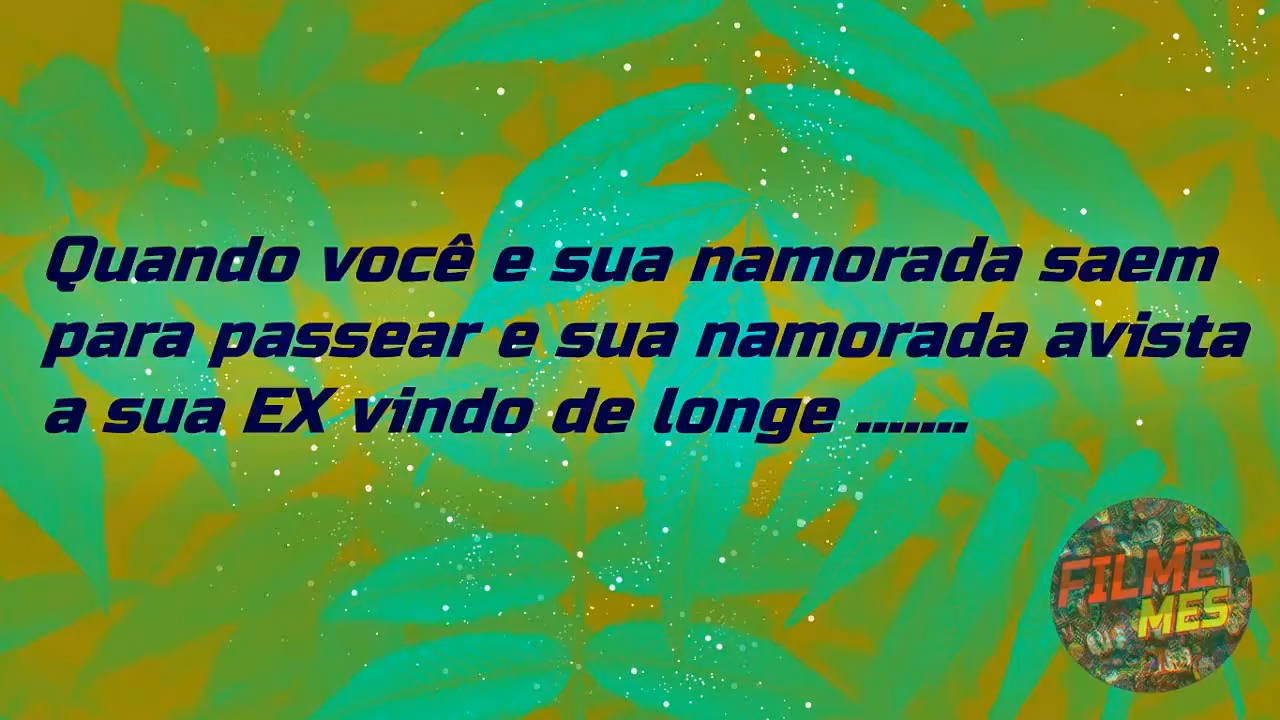 Quando você e sua namorada saem
para passear e sua namorada avista
a sua EX vindo de longe .......
FILME
MES